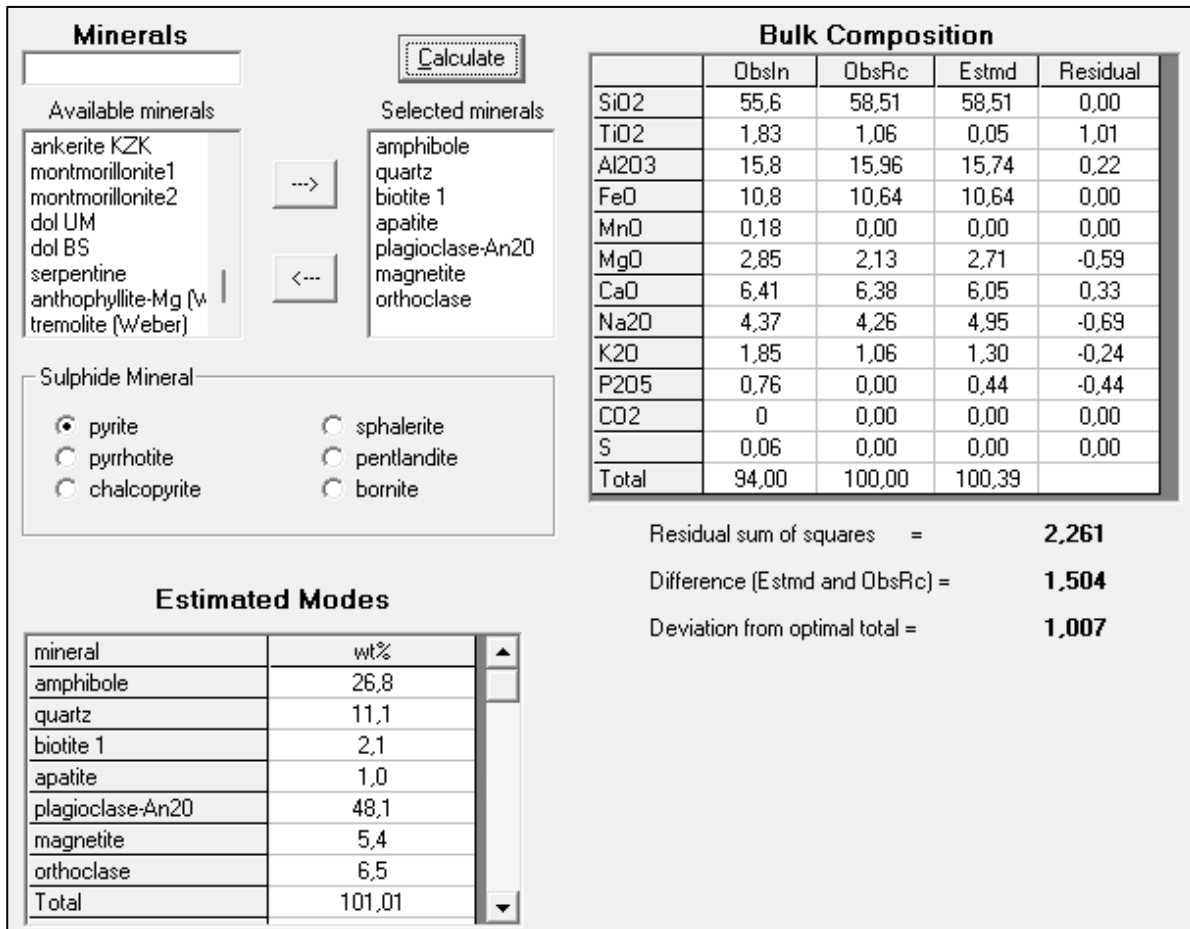 Minerals
Calculate
Available minerals
ankerite KZK
montmorillonite1
montmorillonite2
dol UM
dol BS
serpentine
anthophyllite-Mg (W
tremolite (Weber)
--->
<---
Selected minerals
amphibole
quartz
biotite 1
apatite
plagioclase-An20
magnetite
orthoclase
Sulphide Mineral
pyrite sphalerite
pyrrhotite pentlandite
chalcopyrite bornite
Estimated Modes
mineral wt%
amphibole 26,8
quartz 11,1
biotite 1 2,1
apatite 1,0
plagioclase-An20 48,1
magnetite 5,4
orthoclase 6,5
Total 101,01
Bulk Composition
ObsIn ObsRc Estmd Residual
SiO2 55,6 58,51 58,51 0,00
TiO2 1,83 1,06 0,05 1,01
Al2O3 15,8 15,96 15,74 0,22
FeO 10,8 10,64 10,64 0,00
MnO 0,18 0,00 0,00 0,00
MgO 2,85 2,13 2,71 -0,59
CaO 6,41 6,38 6,05 0,33
Na2O 4,37 4,26 4,95 -0,69
K2O 1,85 1,06 1,30 -0,24
P2O5 0,76 0,00 0,44 -0,44
CO2 0 0,00 0,00 0,00
S 0,06 0,00 0,00 0,00
Total 94,00 100,00 100,39
Residual sum of squares = 2,261
Difference (Estmd and ObsRc) = 1,504
Deviation from optimal total = 1,007